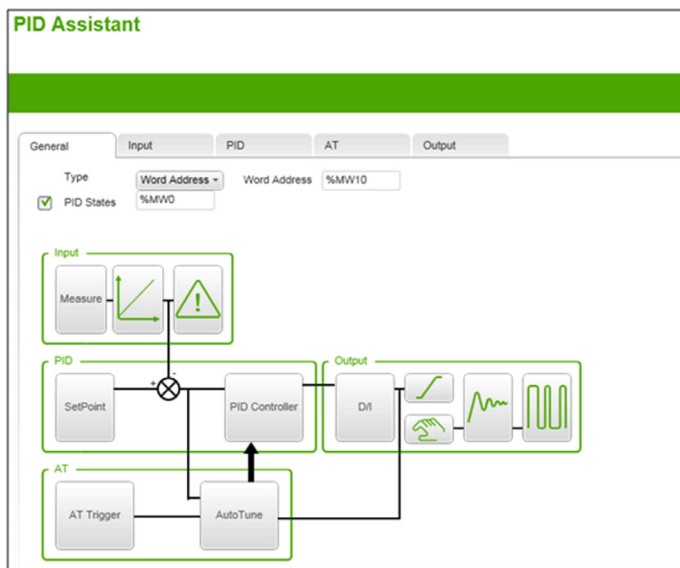 PID Assistant
General Input PID AT Output
Type Word Address Word Address %MW10
PID States %MW0
Input
Measure
PID Output
- 
+
SetPoint PID Controller D/I
AT
AT Trigger AutoTune